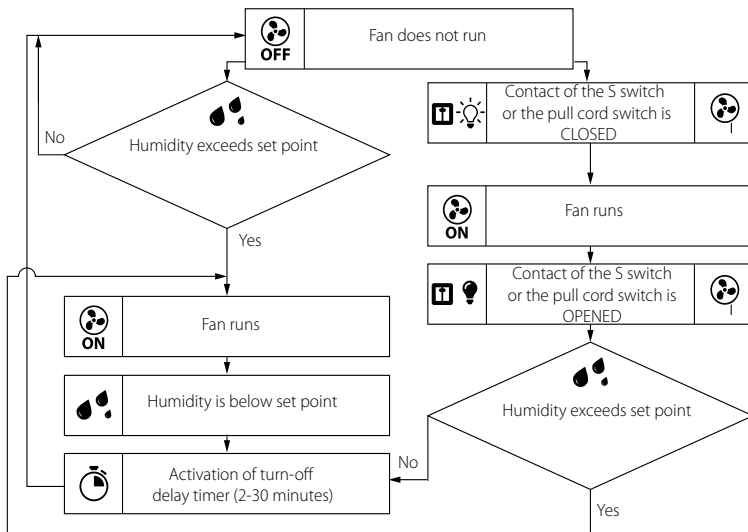 OFF
Fan does not run
No
Humidity exceeds set point
Yes
ON
Fan runs
Humidity is below set point
Activation of turn-off
delay timer (2-30 minutes)
Contact of the S switch
or the pull cord switch is
CLOSED
ON
Fan runs
Contact of the S switch
or the pull cord switch is
OPENED
Humidity exceeds set point
No
Yes